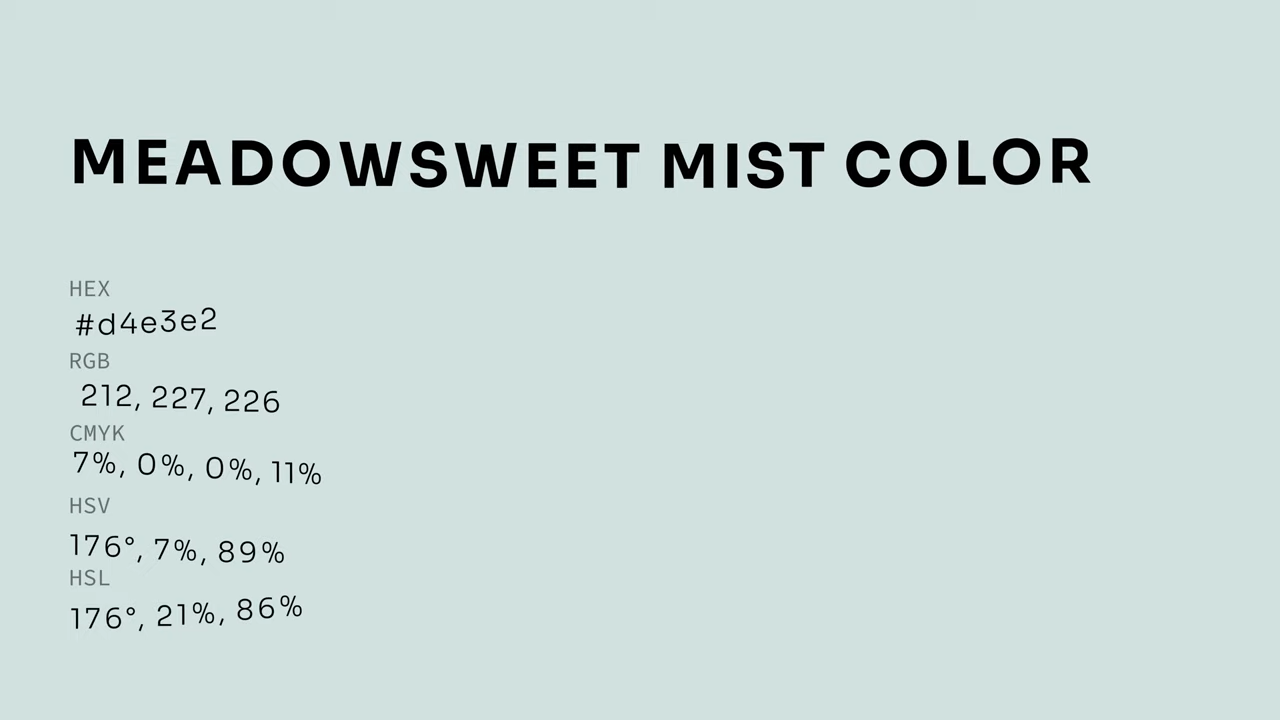 MEADOWSWEET MIST COLOR
HEX
#d4e3e2
RGB
212, 227, 226
CMYK
7%, 0%, 0%, 11%
HSV
176°, 7%, 89%
HSL
176°, 21%, 86%